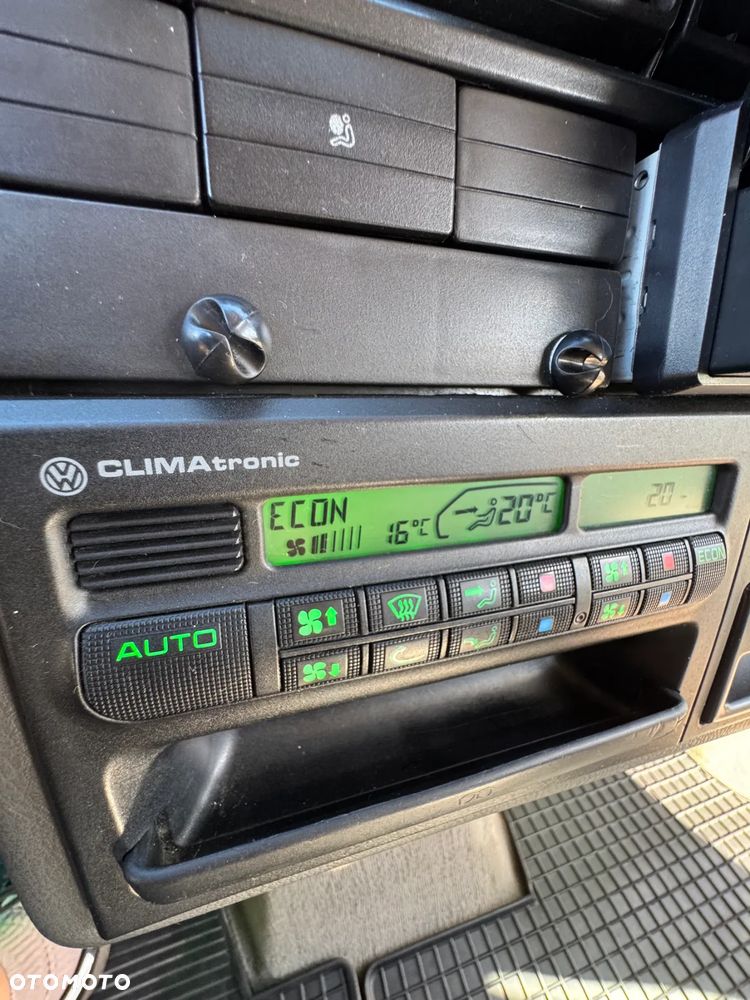 CLIMAtronic
ECON
16°C
20°C
20
AUTO
ECON
OTOMOTO